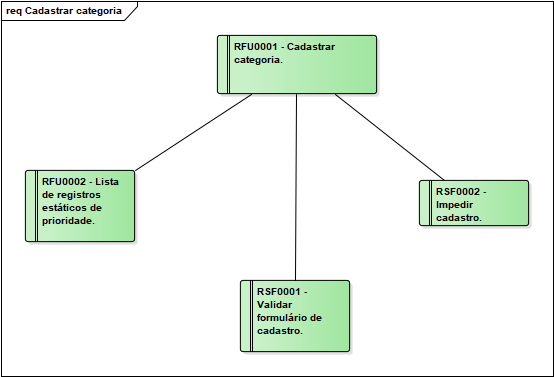 req Cadastrar categoria
RFU0001 - Cadastrar
categoria.
RFU0002 - Lista
de registros
estáticos de
prioridade.
RSF0002 -
Impedir
cadastro.
RSF0001 -
Validar
formulário de
cadastro.